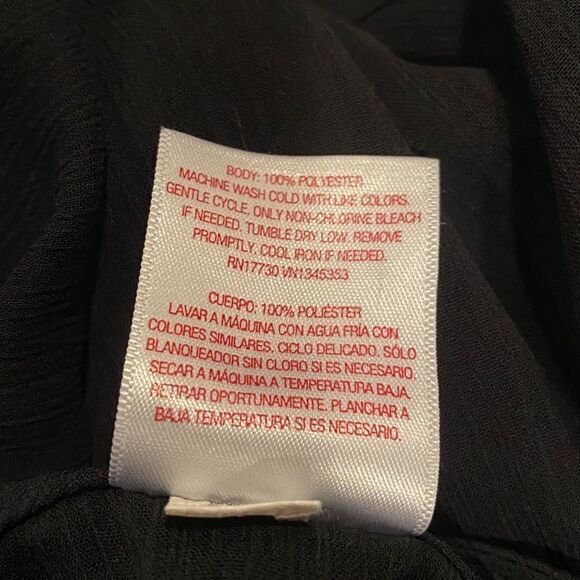 BODY: 100% POLYESTER
MACHINE WASH COLD WITH LIKE COLORS.
GENTLE CYCLE. ONLY NON-CHLORINE BLEACH
IF NEEDED. TUMBLE DRY LOW. REMOVE
PROMPTLY. COOL IRON IF NEEDED.
RN17730 VN1345353
CUERPO: 100% POLIÉSTER
LAVAR A MÁQUINA CON AGUA FRÍA CON
COLORES SIMILARES. CICLO DELICADO. SÓLO
BLANQUEADOR SIN CLORO SI ES NECESARIO
SECAR A MÁQUINA A TEMPERATURA BAJA.
RETIRAR OPORTUNAMENTE. PLANCHAR A
BAJA TEMPERATURA SI ES NECESARIO.